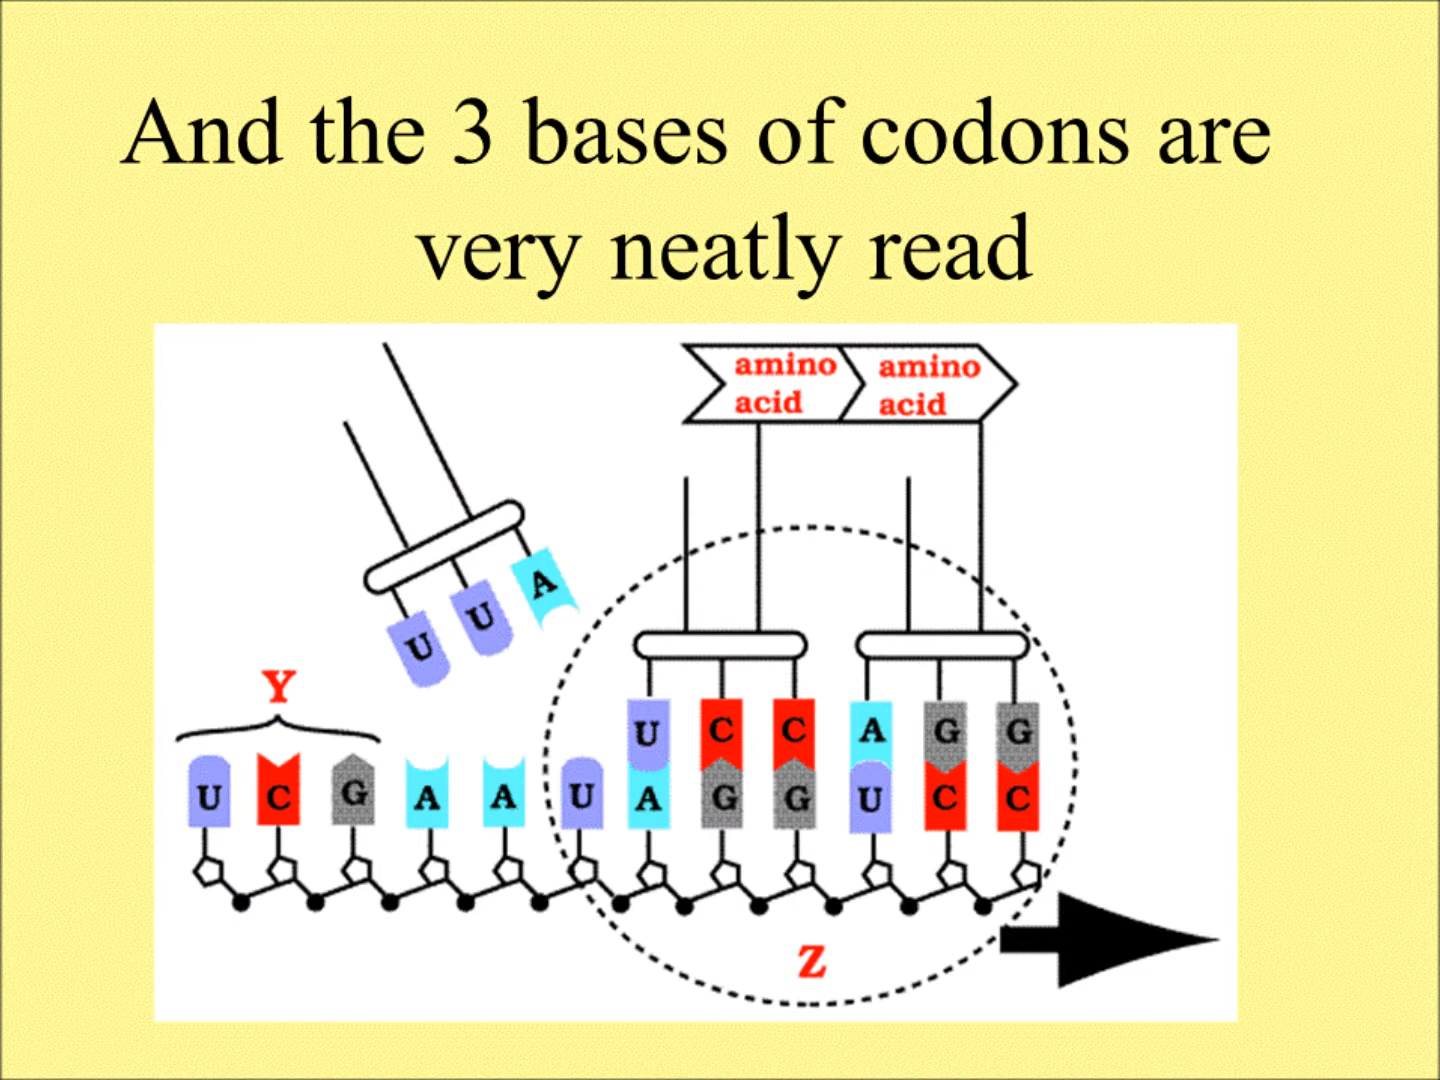 And the 3 bases of codons are
very neatly read
amino amino
acid acid
U U A
Y
U C C A G G
U C G A A U A G G U C C
Z